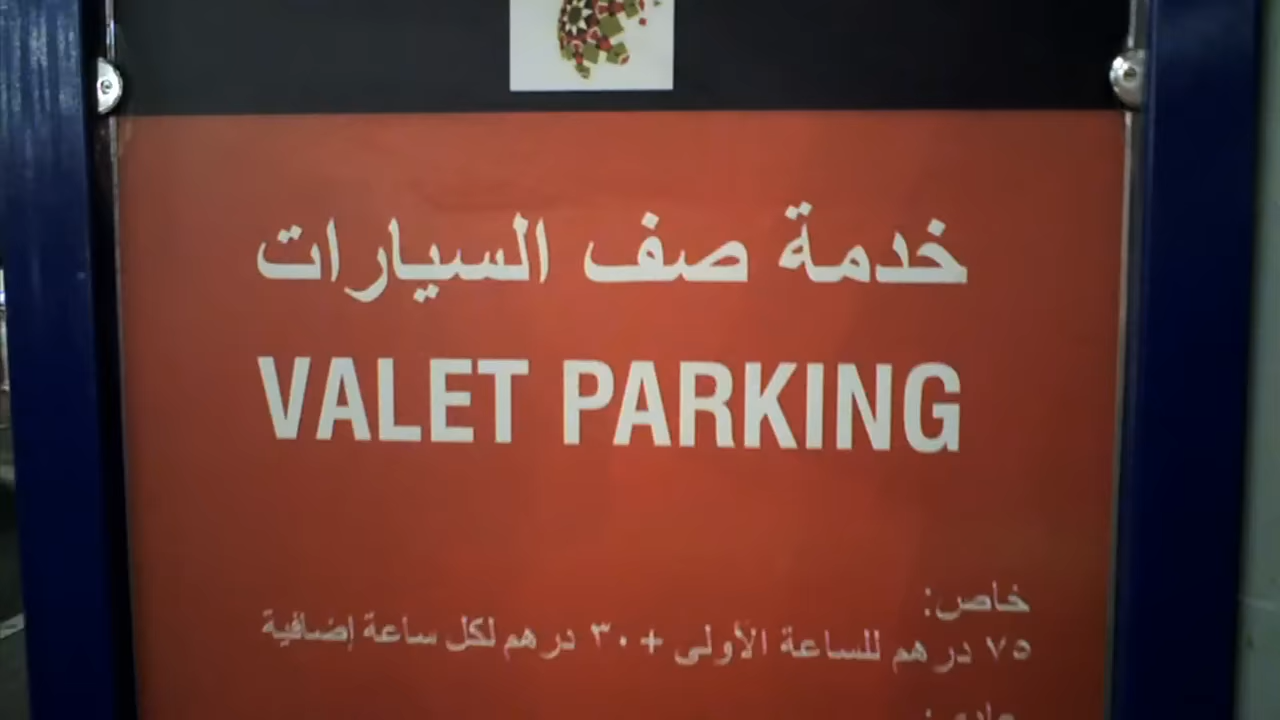 خدمة صف السيارات
VALET PARKING
خاص:
٧٥ درهم للساعة الأولى + ٣٠ درهم لكل ساعة إضافية